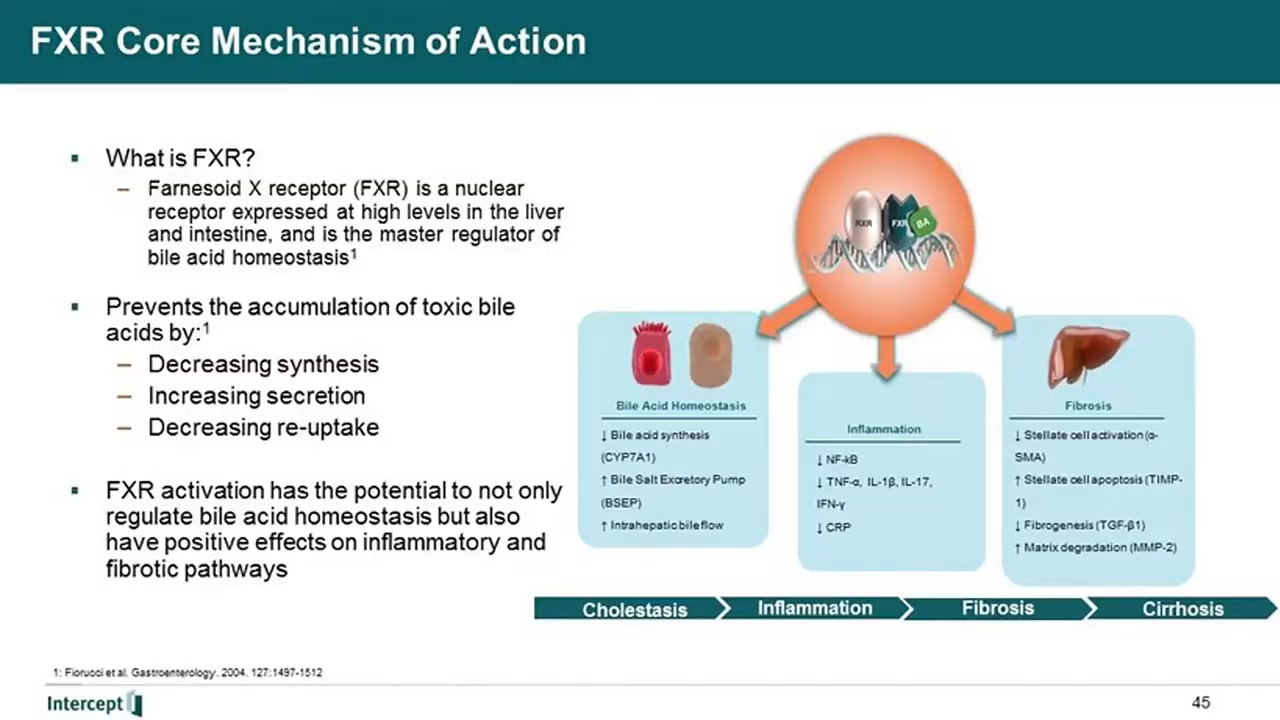 FXR Core Mechanism of Action
▪ What is FXR?
– Farnesoid X receptor (FXR) is a nuclear
receptor expressed at high levels in the liver
and intestine, and is the master regulator of
bile acid homeostasis¹
▪ Prevents the accumulation of toxic bile
acids by:¹
– Decreasing synthesis
– Increasing secretion
– Decreasing re-uptake
▪ FXR activation has the potential to not only
regulate bile acid homeostasis but also
have positive effects on inflammatory and
fibrotic pathways
RXR
FXR
BA
Bile Acid Homeostasis
↓ Bile acid synthesis
(CYP7A1)
↑ Bile Salt Excretory Pump
(BSEP)
↑ Intrahepatic bile flow
Inflammation
↓ NF-kB
↓ TNF-α, IL-1β, IL-17,
IFN-γ
↓ CRP
Fibrosis
↓ Stellate cell activation (α-
SMA)
↑ Stellate cell apoptosis (TIMP-
1)
↓ Fibrogenesis (TGF-β1)
↑ Matrix degradation (MMP-2)
Cholestasis
Inflammation
Fibrosis
Cirrhosis
1: Fiorucci et al. Gastroenterology. 2004. 127:1497-1512
Intercept
45